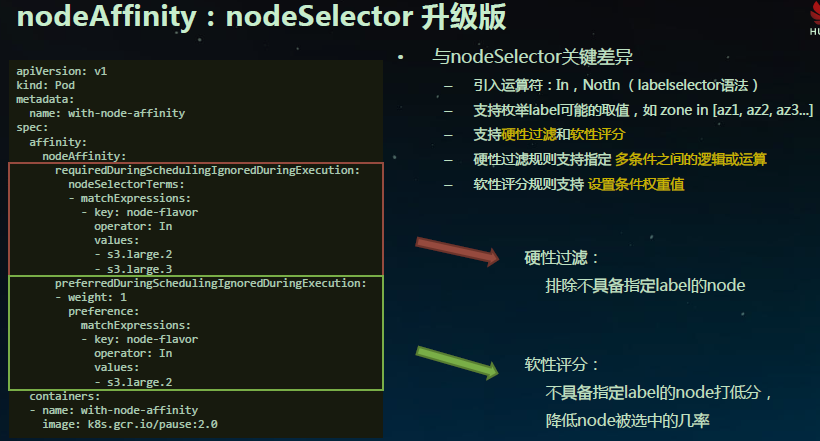 nodeAffinity：nodeSelector 升级版
HU
apiVersion: v1
kind: Pod
metadata:
  name: with-node-affinity
spec:
  affinity:
    nodeAffinity:
      requiredDuringSchedulingIgnoredDuringExecution:
        nodeSelectorTerms:
        - matchExpressions:
          - key: node-flavor
            operator: In
            values:
            - s3.large.2
            - s3.large.3
      preferredDuringSchedulingIgnoredDuringExecution:
      - weight: 1
        preference:
          matchExpressions:
          - key: node-flavor
            operator: In
            values:
            - s3.large.2
  containers:
  - name: with-node-affinity
    image: k8s.gcr.io/pause:2.0
• 与nodeSelector关键差异
– 引入运算符：In，NotIn （labelselector语法）
– 支持枚举label可能的取值，如 zone in [az1, az2, az3...]
– 支持硬性过滤和软性评分
– 硬性过滤规则支持指定 多条件之间的逻辑或运算
– 软性评分规则支持 设置条件权重值
硬性过滤：
排除不具备指定label的node
软性评分：
不具备指定label的node打低分，
降低node被选中的几率